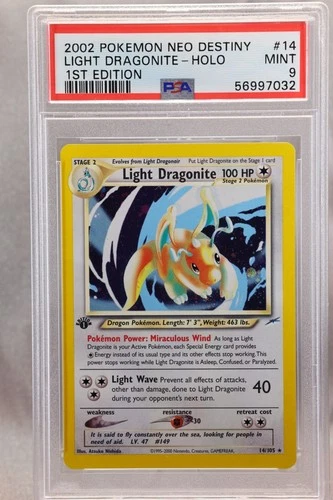 2002 POKEMON NEO DESTINY #14
LIGHT DRAGONITE-HOLO MINT
1ST EDITION PSA 9
56997032
STAGE 2 Evolves from Light Dragonair Put Light Dragonite on the Stage 1 card
Light Dragonite 100 HP
Stage 2 Pokémon
Dragon Pokémon. Length: 7' 3", Weight: 463 lbs.
Pokémon Power: Miraculous Wind As long as Light
Dragonite is your Active Pokémon, each Special Energy card provides
Energy instead of its usual type and its other effects stop working. This
power stops working while Light Dragonite is Asleep, Confused, or Paralyzed.
Light Wave Prevent all effects of attacks,
other than damage, done to Light Dragonite
during your opponent's next turn.
40
weakness resistance retreat cost
-30
It is said to fly constantly over the sea, looking for people in
need of aid. LV. 47 #149
Illus. Atsuko Nishida 14/105